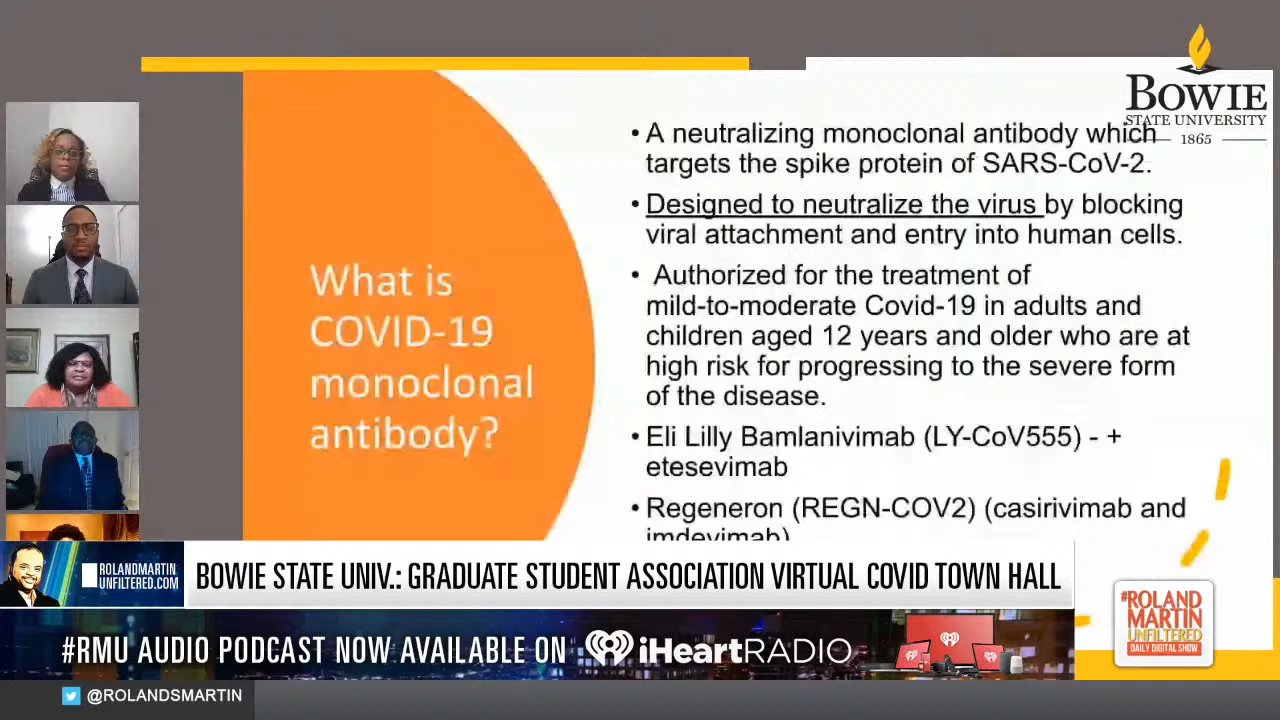 BOWIE
STATE UNIVERSITY
1865
What is
COVID-19
monoclonal
antibody?
• A neutralizing monoclonal antibody which
targets the spike protein of SARS-CoV-2.
• Designed to neutralize the virus by blocking
viral attachment and entry into human cells.
• Authorized for the treatment of
mild-to-moderate Covid-19 in adults and
children aged 12 years and older who are at
high risk for progressing to the severe form
of the disease.
• Eli Lilly Bamlanivimab (LY-CoV555) - +
etesevimab
• Regeneron (REGN-COV2) (casirivimab and
imdevimab)
ROLANDMARTIN
UNFILTERED.COM
BOWIE STATE UNIV.: GRADUATE STUDENT ASSOCIATION VIRTUAL COVID TOWN HALL
#RMU AUDIO PODCAST NOW AVAILABLE ON iHeartRADIO
#ROLAND
MARTIN
UNFILTERED
DAILY DIGITAL SHOW
@ROLANDSMARTIN